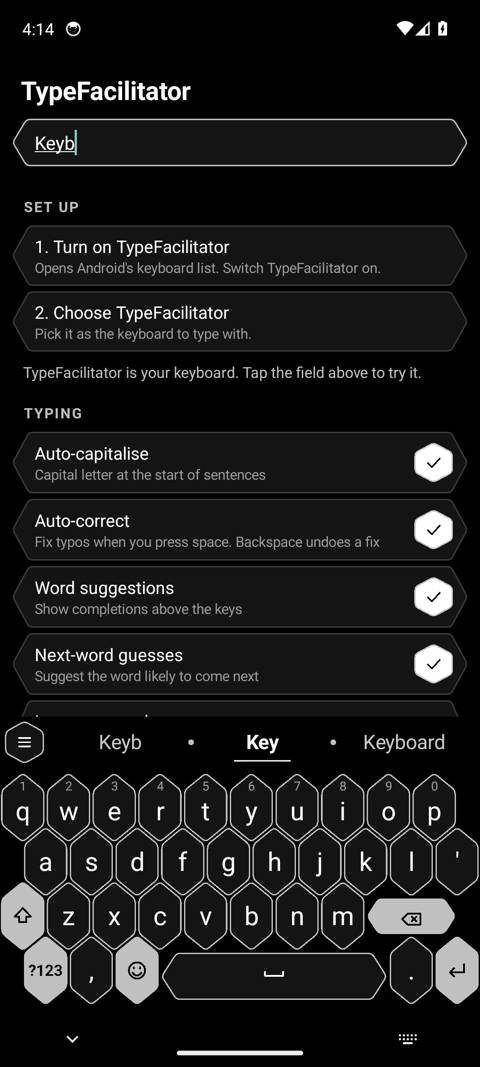 4:14
TypeFacilitator
Keyb
SET UP
1. Turn on TypeFacilitator
Opens Android's keyboard list. Switch TypeFacilitator on.
2. Choose TypeFacilitator
Pick it as the keyboard to type with.
TypeFacilitator is your keyboard. Tap the field above to try it.
TYPING
Auto-capitalise
Capital letter at the start of sentences
Auto-correct
Fix typos when you press space. Backspace undoes a fix
Word suggestions
Show completions above the keys
Next-word guesses
Suggest the word likely to come next
Keyb • Key • Keyboard
1 2 3 4 5 6 7 8 9 0
q w e r t y u i o p
a s d f g h j k l '
z x c v b n m
?123 , .